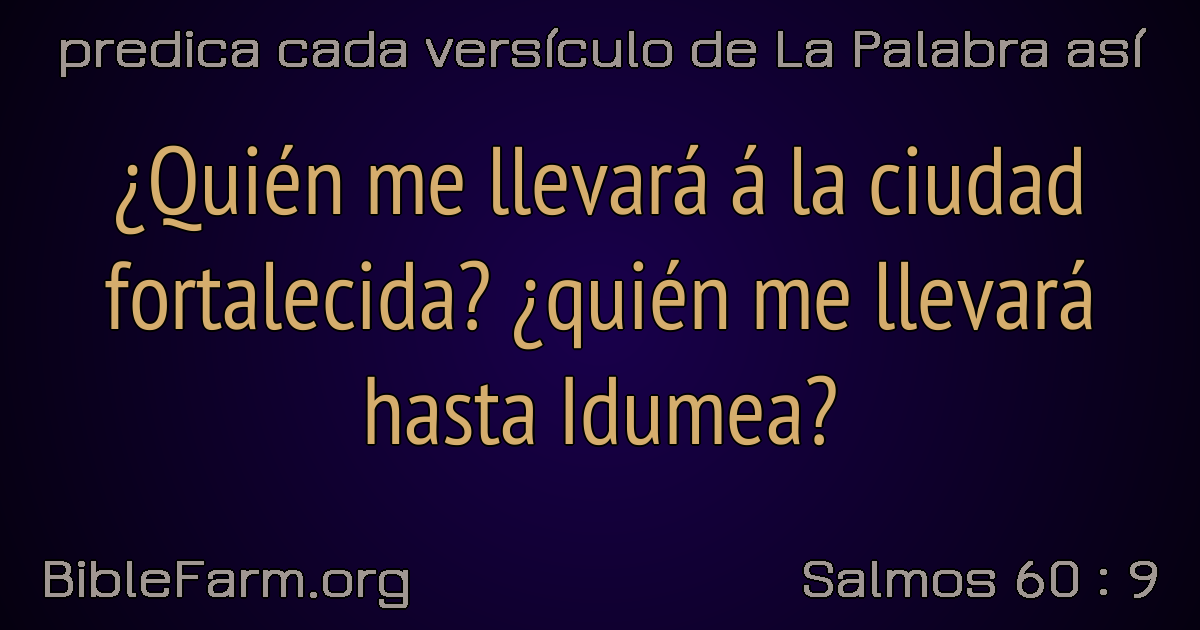 predica cada versículo de La Palabra así
¿Quién me llevará á la ciudad
fortalecida? ¿quién me llevará
hasta Idumea?
BibleFarm.org
Salmos 60 : 9